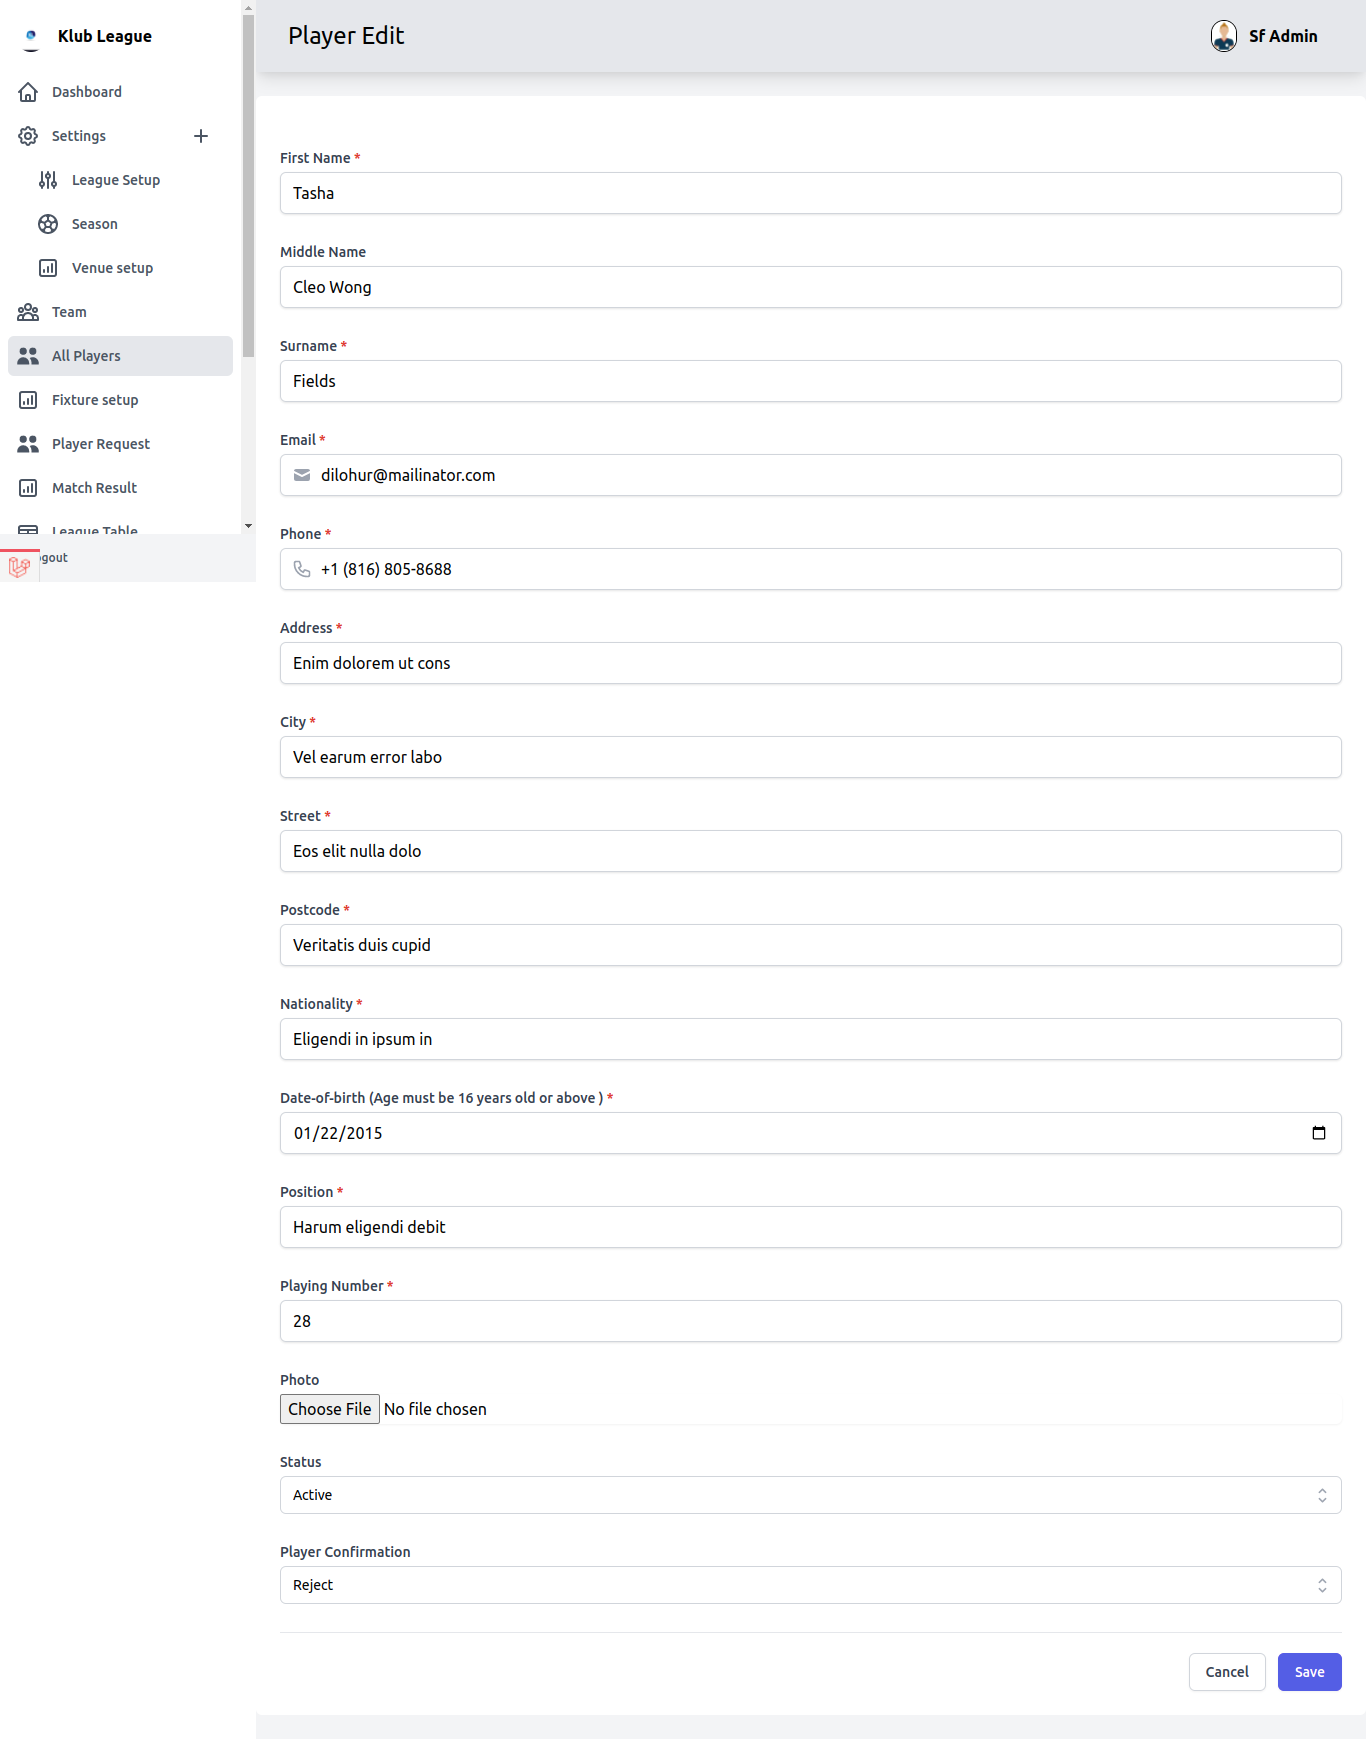 Klub League
Dashboard
Settings
League Setup
Season
Venue setup
Team
All Players
Fixture setup
Player Request
Match Result
League Table
gout
Player Edit
Sf Admin
First Name *
Tasha
Middle Name
Cleo Wong
Surname *
Fields
Email *
dilohur@mailinator.com
Phone *
+1 (816) 805-8688
Address *
Enim dolorem ut cons
City *
Vel earum error labo
Street *
Eos elit nulla dolo
Postcode *
Veritatis duis cupid
Nationality *
Eligendi in ipsum in
Date-of-birth (Age must be 16 years old or above ) *
01/22/2015
Position *
Harum eligendi debit
Playing Number *
28
Photo
Choose File No file chosen
Status
Active
Player Confirmation
Reject
Cancel Save